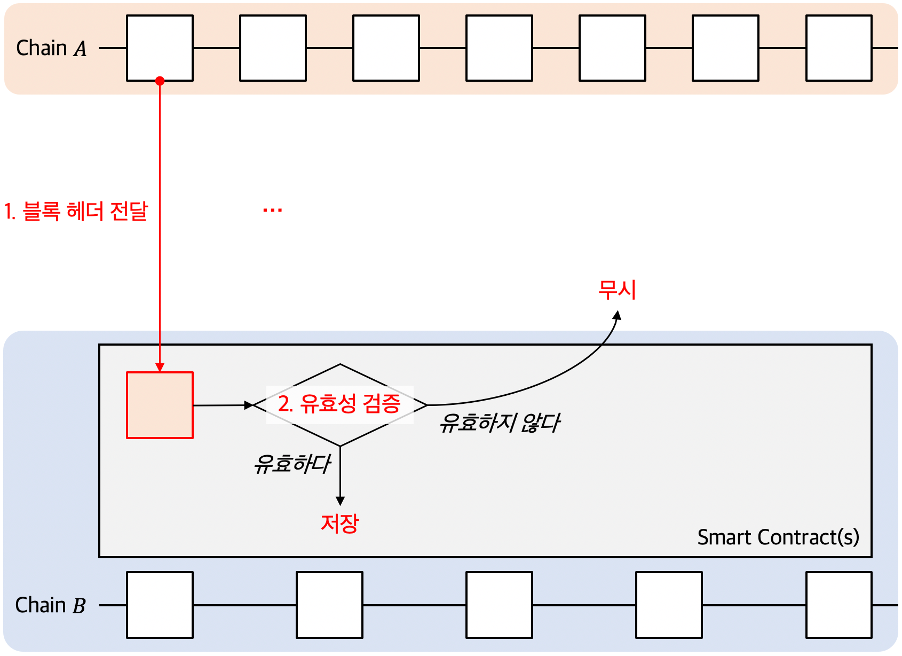 Chain A
1. 블록 헤더 전달
...
무시
2. 유효성 검증
유효하지 않다
유효하다
저장
Smart Contract(s)
Chain B